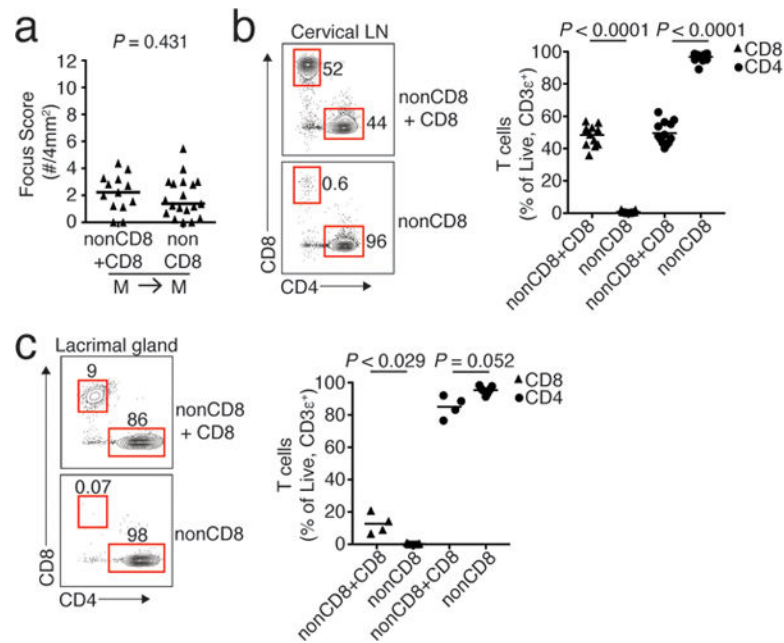 a
P = 0.431
Focus Score
(#/4mm²)
12
10
8
6
4
2
0
nonCD8
+CD8
non
CD8
M → M
b
Cervical LN
52
44
nonCD8
+ CD8
0.6
96
nonCD8
CD8
CD4
P < 0.0001 P < 0.0001
CD8
CD4
T cells
(% of Live, CD3ε⁺)
100
80
60
40
20
0
nonCD8+CD8
nonCD8
nonCD8+CD8
nonCD8
c
Lacrimal gland
9
86
nonCD8
+ CD8
0.07
98
nonCD8
CD8
CD4
P < 0.029 P = 0.052
CD8
CD4
T cells
(% of Live, CD3ε⁺)
100
80
60
40
20
0
nonCD8+CD8
nonCD8
nonCD8+CD8
nonCD8